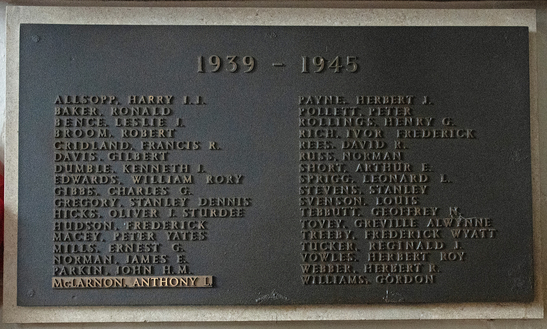 1939 - 1945
ALLSOPP, HARRY J. J.
BAKER, RONALD
BENCE, LESLIE J.
BROOM, ROBERT
CRIDLAND, FRANCIS R.
DAVIS, GILBERT
DUMBLE, KENNETH J.
EDWARDS, WILLIAM RORY
GIBBS, CHARLES G.
GREGORY, STANLEY DENNIS
HICKS, OLIVER J. STURDEE
HUDSON, FREDERICK
MACEY, PETER YATES
MILLS, ERNEST G.
NORMAN, JAMES E.
PARKIN, JOHN H.M.
McLARNON, ANTHONY I.
PAYNE, HERBERT J.
POLLETT, PETER
ROLLINGS, HENRY G.
RICH, IVOR FREDERICK
REES, DAVID R.
RUSS, NORMAN
SHORT, ARTHUR E.
SPRIGG, LEONARD L.
STEVENS, STANLEY
SVENSON, LOUIS
TEBBUTT, GEOFREY N.
TOVEY, GREVILLE ALWYNNE
TREEBY, FREDERICK WYATT
TUCKER, REGINALD J.
VOWLES, HERBERT ROY
WEBBER, HERBERT R.
WILLIAMS, GORDON